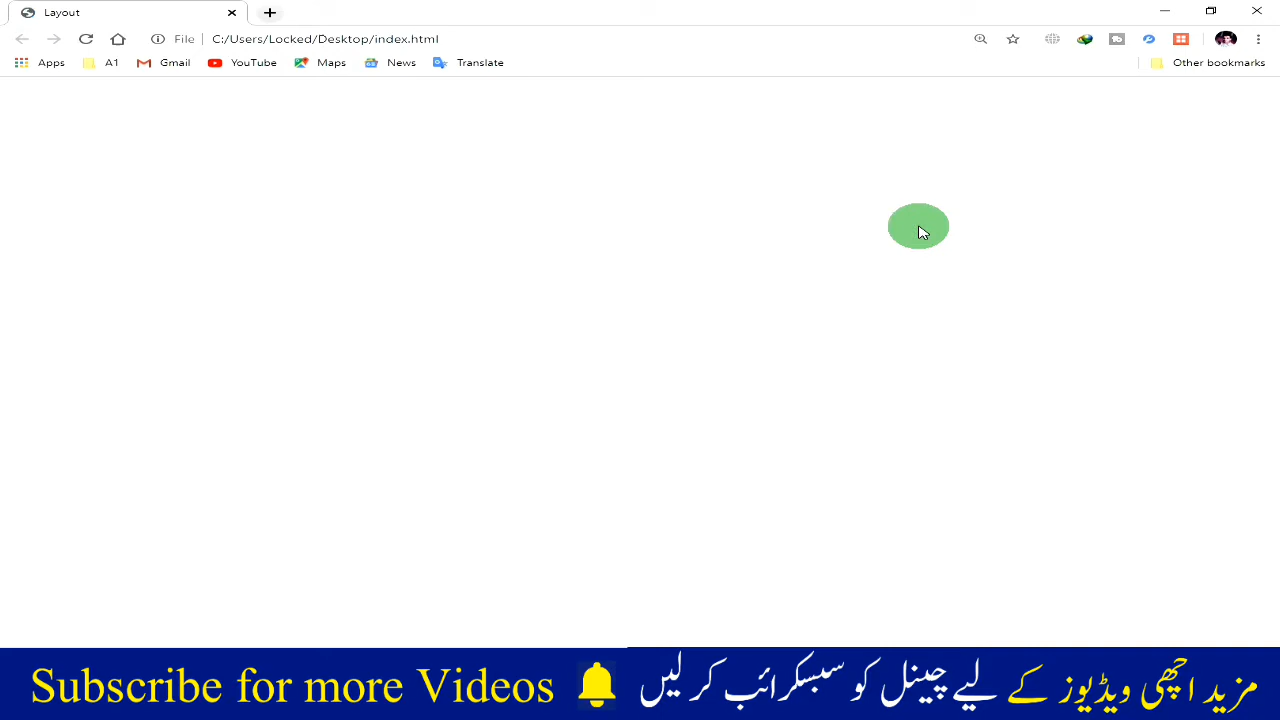 Layout
File C:/Users/Locked/Desktop/index.html
Apps A1 Gmail YouTube Maps News Translate Other bookmarks
Subscribe for more Videos مزید اچھی ویڈیوز کے لیے چینل کو سبسکرائب کر لیں